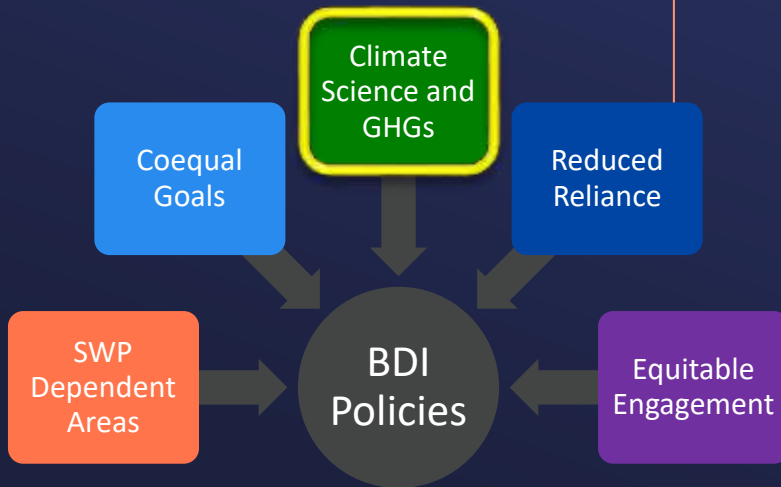 Climate
Science and
GHGs
Coequal
Goals
Reduced
Reliance
SWP
Dependent
Areas
BDI
Policies
Equitable
Engagement